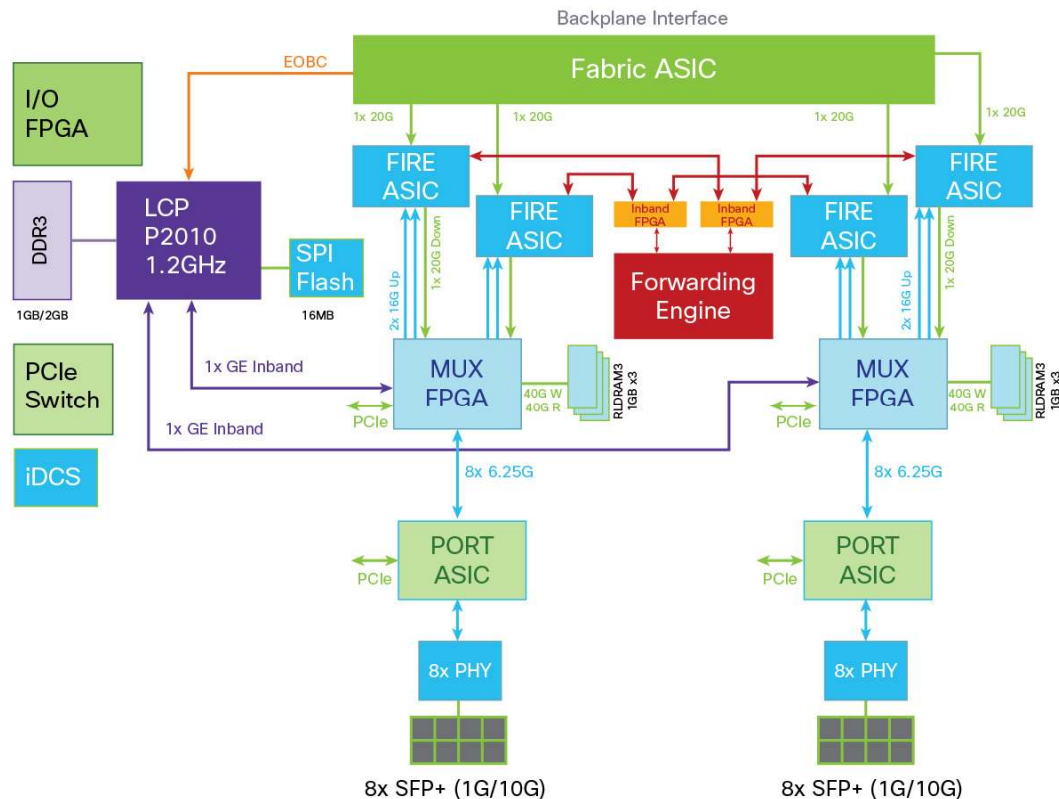 Backplane Interface
Fabric ASIC
EOBC
1x 20G
1x 20G
1x 20G
1x 20G
I/O
FPGA
FIRE
ASIC
FIRE
ASIC
FIRE
ASIC
FIRE
ASIC
Inband
FPGA
Inband
FPGA
Forwarding
Engine
DDR3
1GB/2GB
LCP
P2010
1.2GHz
SPI
Flash
16MB
2x 16G Up
1x 20G Down
2x 16G Up
1x 20G Down
PCIe
Switch
iDCS
1x GE Inband
1x GE Inband
MUX
FPGA
PCIe
40G W
40G R
RLDRAM3
1GB x3
MUX
FPGA
PCIe
40G W
40G R
RLDRAM3
1GB x3
8x 6.25G
8x 6.25G
PORT
ASIC
PCIe
PORT
ASIC
PCIe
8x PHY
8x PHY
8x SFP+ (1G/10G)
8x SFP+ (1G/10G)